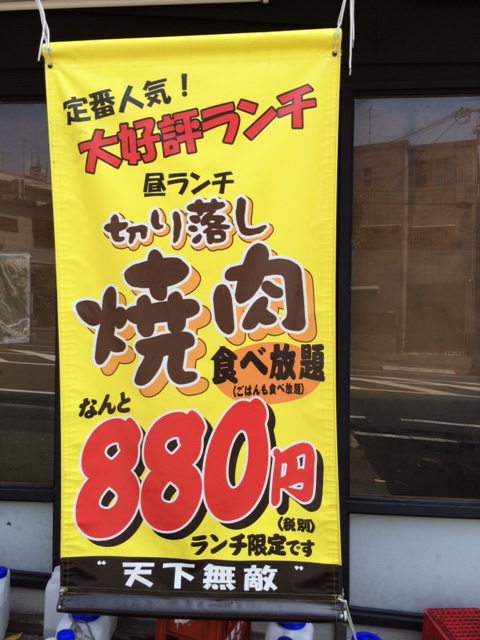 定番人気！
大好評ランチ
昼ランチ
切り落し
焼肉
食べ放題
（ごはんも食べ放題）
なんと
880円
（税別）
ランチ限定です
"天下無敵"